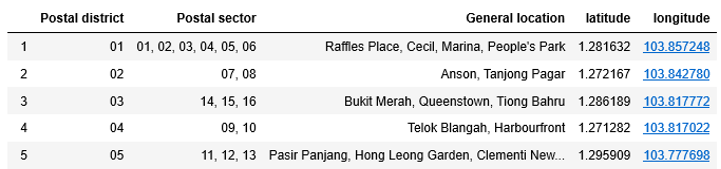 Postal district Postal sector General location latitude longitude
1 01 01, 02, 03, 04, 05, 06 Raffles Place, Cecil, Marina, People's Park 1.281632 103.857248
2 02 07, 08 Anson, Tanjong Pagar 1.272167 103.842780
3 03 14, 15, 16 Bukit Merah, Queenstown, Tiong Bahru 1.286189 103.817772
4 04 09, 10 Telok Blangah, Harbourfront 1.271282 103.817022
5 05 11, 12, 13 Pasir Panjang, Hong Leong Garden, Clementi New... 1.295909 103.777698